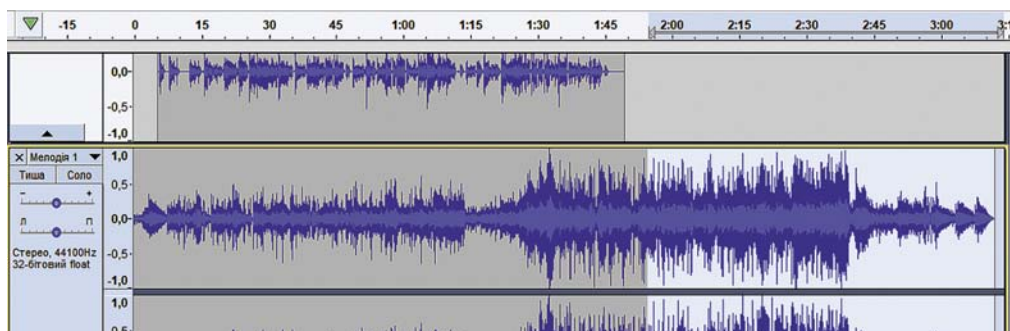 -15 0 15 30 45 1:00 1:15 1:30 1:45 2:00 2:15 2:30 2:45 3:00
0,0-
-0,5-
-1,0
× Мелодія 1 ▼ 1,0
Тиша Соло
- + 0,5-
Л П 0,0-
Стерео, 44100Hz -0,5-
32-бітовий float
-1,0
1,0
0,5-